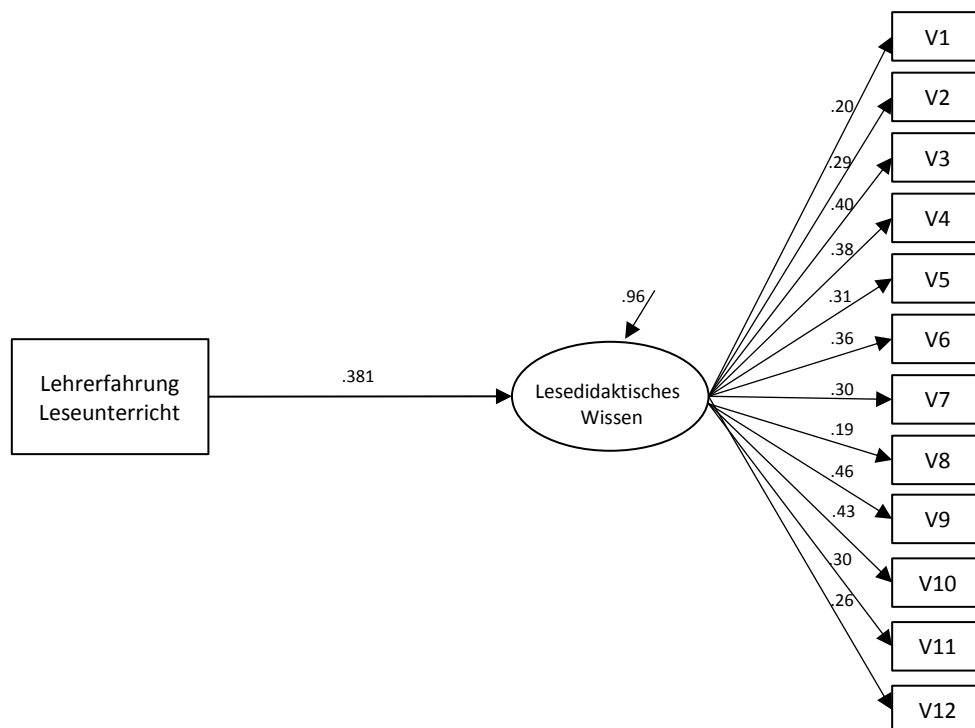 V1
.20
V2
.29
V3
.40
V4
.38
V5
.31
.96
V6
.36
Lehrerfahrung
Leseunterricht
.381
Lesedidaktisches
Wissen
.30
V7
.19
V8
.46
V9
.43
V10
.30
V11
.26
V12